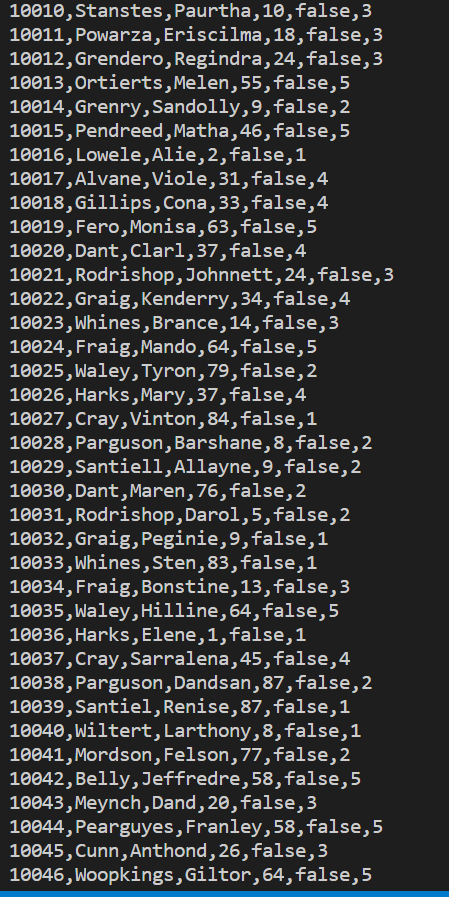 10010,Stanstes,Paurtha,10,false,3
10011,Powarza,Eriscilma,18,false,3
10012,Grendero,Regindra,24,false,3
10013,Ortierts,Melen,55,false,5
10014,Grenry,Sandolly,9,false,2
10015,Pendreed,Matha,46,false,5
10016,Lowele,Alie,2,false,1
10017,Alvane,Viole,31,false,4
10018,Gillips,Cona,33,false,4
10019,Fero,Monisa,63,false,5
10020,Dant,Clarl,37,false,4
10021,Rodrishop,Johnnett,24,false,3
10022,Graig,Kenderry,34,false,4
10023,Whines,Brance,14,false,3
10024,Fraig,Mando,64,false,5
10025,Waley,Tyron,79,false,2
10026,Harks,Mary,37,false,4
10027,Cray,Vinton,84,false,1
10028,Parguson,Barshane,8,false,2
10029,Santiell,Allayne,9,false,2
10030,Dant,Maren,76,false,2
10031,Rodrishop,Darol,5,false,2
10032,Graig,Peginie,9,false,1
10033,Whines,Sten,83,false,1
10034,Fraig,Bonstine,13,false,3
10035,Waley,Hilline,64,false,5
10036,Harks,Elene,1,false,1
10037,Cray,Sarralena,45,false,4
10038,Parguson,Dandsan,87,false,2
10039,Santiel,Renise,87,false,1
10040,Wiltert,Larthony,8,false,1
10041,Mordson,Felson,77,false,2
10042,Belly,Jeffredre,58,false,5
10043,Meynch,Dand,20,false,3
10044,Pearguyes,Franley,58,false,5
10045,Cunn,Anthond,26,false,3
10046,Woopkings,Giltor,64,false,5